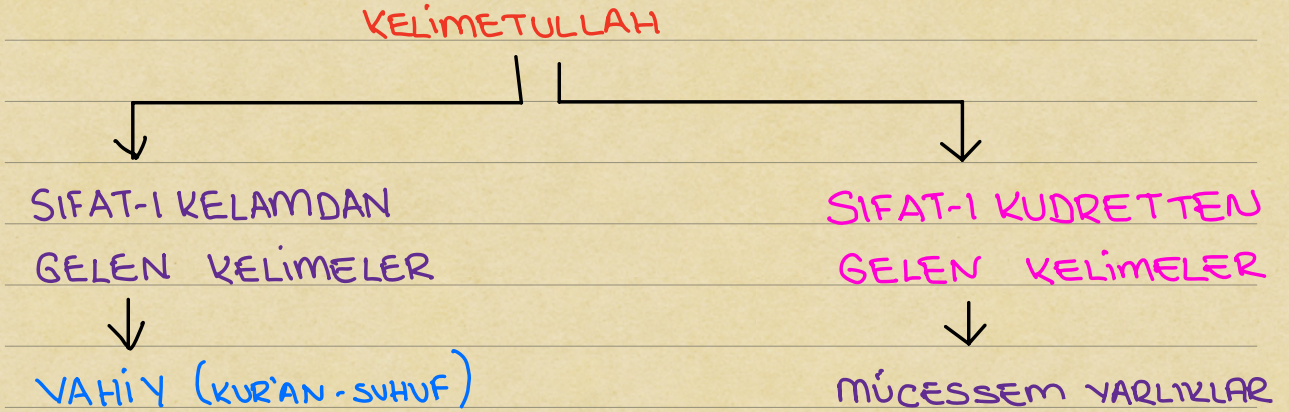 KELİMETULLAH
SIFAT-I KELAMDAN
GELEN KELİMELER
VAHİY (KUR'AN-SUHUF)
SIFAT-I KUDRETTEN
GELEN KELİMELER
MÜCESSEM VARLIKLAR